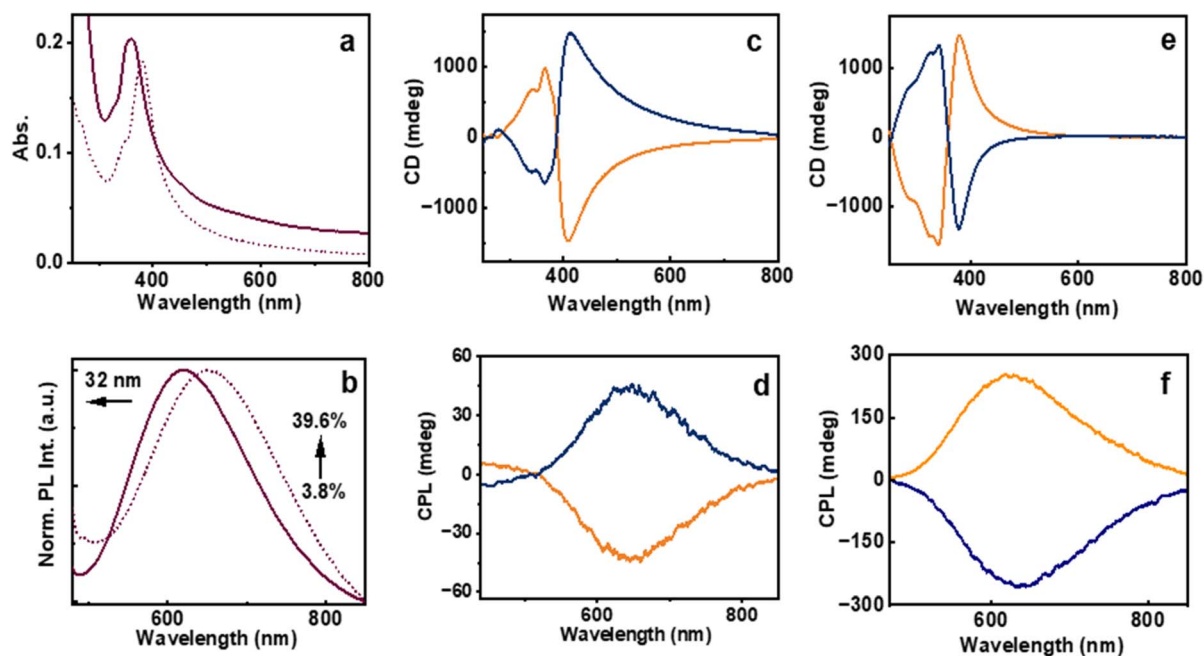 a
0.2
0.1
0.0
Abs.
400
600
800
Wavelength (nm)
c
1000
0
−1000
CD (mdeg)
400
600
800
Wavelength (nm)
e
1000
0
−1000
CD (mdeg)
400
600
800
Wavelength (nm)
b
32 nm
39.6%
3.8%
Norm. PL Int. (a.u.)
600
800
Wavelength (nm)
d
60
30
0
−30
−60
CPL (mdeg)
600
800
Wavelength (nm)
f
300
150
0
−150
−300
CPL (mdeg)
600
800
Wavelength (nm)